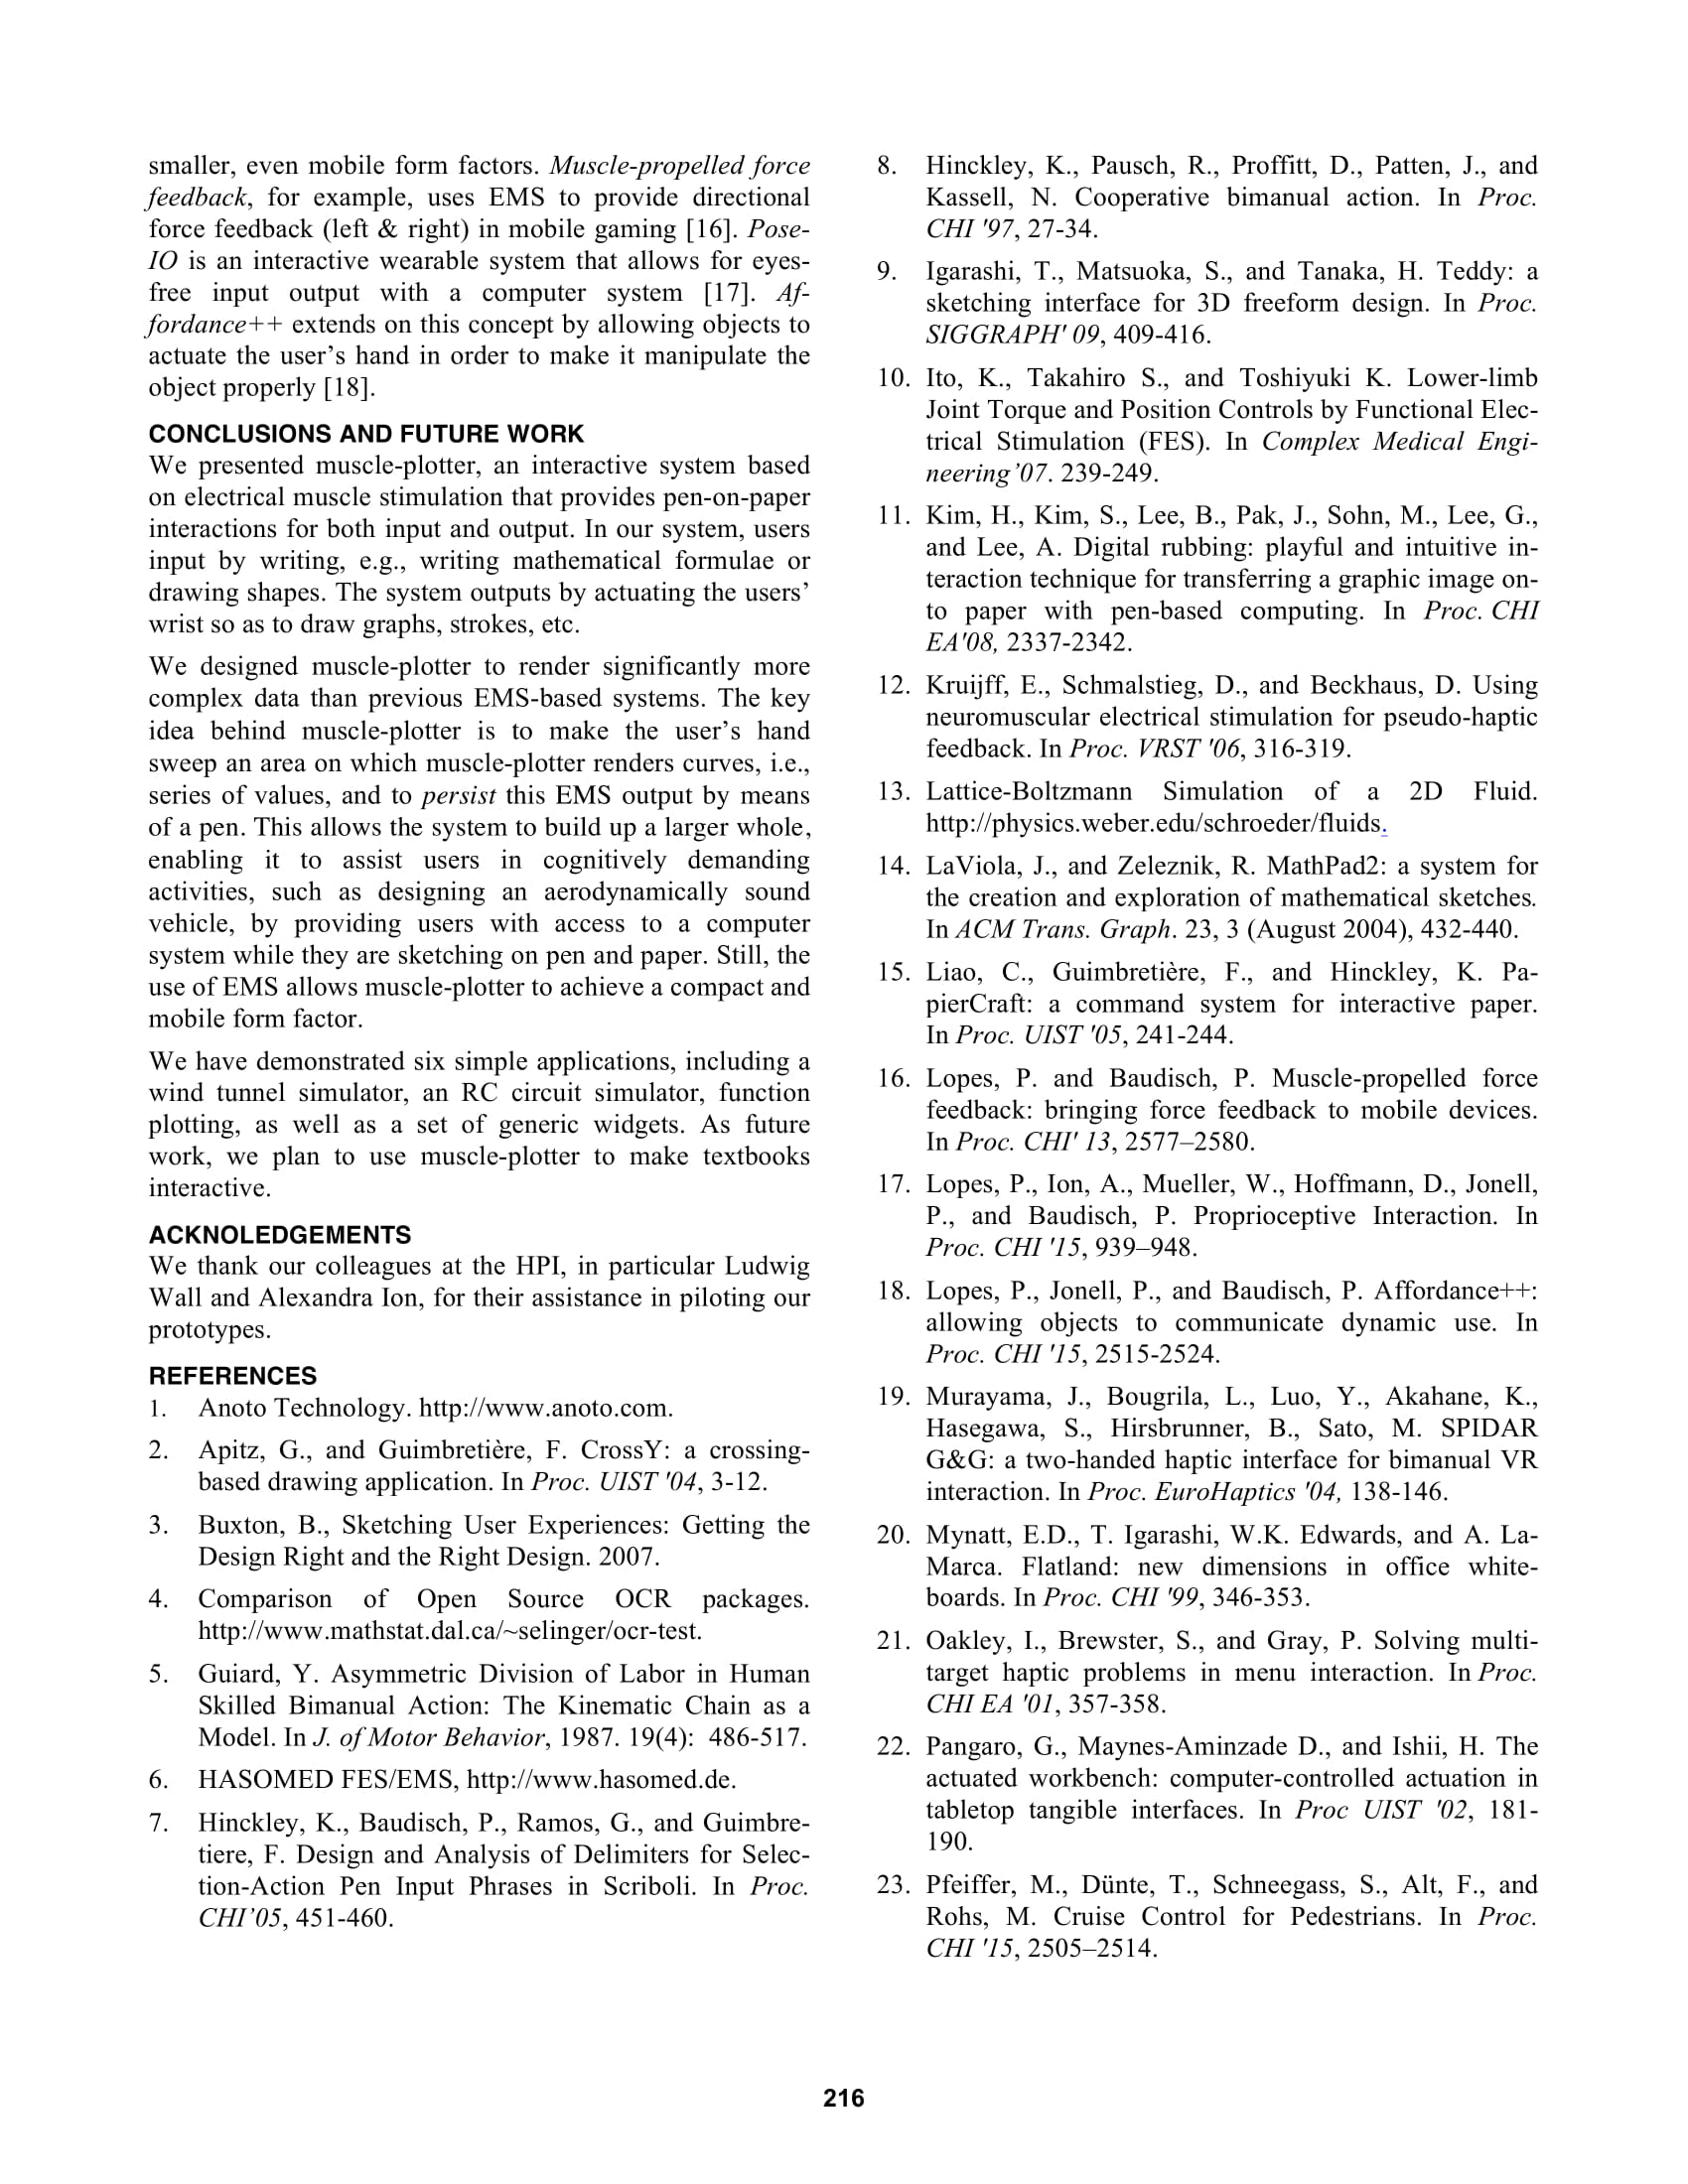 smaller, even mobile form factors. Muscle-propelled force
feedback, for example, uses EMS to provide directional
force feedback (left & right) in mobile gaming [16]. Pose-
IO is an interactive wearable system that allows for eyes-
free input output with a computer system [17]. Af-
fordance++ extends on this concept by allowing objects to
actuate the user’s hand in order to make it manipulate the
object properly [18].
CONCLUSIONS AND FUTURE WORK
We presented muscle-plotter, an interactive system based
on electrical muscle stimulation that provides pen-on-paper
interactions for both input and output. In our system, users
input by writing, e.g., writing mathematical formulae or
drawing shapes. The system outputs by actuating the users’
wrist so as to draw graphs, strokes, etc.
We designed muscle-plotter to render significantly more
complex data than previous EMS-based systems. The key
idea behind muscle-plotter is to make the user’s hand
sweep an area on which muscle-plotter renders curves, i.e.,
series of values, and to persist this EMS output by means
of a pen. This allows the system to build up a larger whole,
enabling it to assist users in cognitively demanding
activities, such as designing an aerodynamically sound
vehicle, by providing users with access to a computer
system while they are sketching on pen and paper. Still, the
use of EMS allows muscle-plotter to achieve a compact and
mobile form factor.
We have demonstrated six simple applications, including a
wind tunnel simulator, an RC circuit simulator, function
plotting, as well as a set of generic widgets. As future
work, we plan to use muscle-plotter to make textbooks
interactive.
ACKNOLEDGEMENTS
We thank our colleagues at the HPI, in particular Ludwig
Wall and Alexandra Ion, for their assistance in piloting our
prototypes.
REFERENCES
1. Anoto Technology. http://www.anoto.com.
2. Apitz, G., and Guimbretière, F. CrossY: a crossing-
based drawing application. In Proc. UIST '04, 3-12.
3. Buxton, B., Sketching User Experiences: Getting the
Design Right and the Right Design. 2007.
4. Comparison of Open Source OCR packages.
http://www.mathstat.dal.ca/~selinger/ocr-test.
5. Guiard, Y. Asymmetric Division of Labor in Human
Skilled Bimanual Action: The Kinematic Chain as a
Model. In J. of Motor Behavior, 1987. 19(4): 486-517.
6. HASOMED FES/EMS, http://www.hasomed.de.
7. Hinckley, K., Baudisch, P., Ramos, G., and Guimbre-
tiere, F. Design and Analysis of Delimiters for Selec-
tion-Action Pen Input Phrases in Scriboli. In Proc.
CHI’05, 451-460.
8. Hinckley, K., Pausch, R., Proffitt, D., Patten, J., and
Kassell, N. Cooperative bimanual action. In Proc.
CHI '97, 27-34.
9. Igarashi, T., Matsuoka, S., and Tanaka, H. Teddy: a
sketching interface for 3D freeform design. In Proc.
SIGGRAPH' 09, 409-416.
10. Ito, K., Takahiro S., and Toshiyuki K. Lower-limb
Joint Torque and Position Controls by Functional Elec-
trical Stimulation (FES). In Complex Medical Engi-
neering’07. 239-249.
11. Kim, H., Kim, S., Lee, B., Pak, J., Sohn, M., Lee, G.,
and Lee, A. Digital rubbing: playful and intuitive in-
teraction technique for transferring a graphic image on-
to paper with pen-based computing. In Proc. CHI
EA'08, 2337-2342.
12. Kruijff, E., Schmalstieg, D., and Beckhaus, D. Using
neuromuscular electrical stimulation for pseudo-haptic
feedback. In Proc. VRST '06, 316-319.
13. Lattice-Boltzmann Simulation of a 2D Fluid.
http://physics.weber.edu/schroeder/fluids.
14. LaViola, J., and Zeleznik, R. MathPad2: a system for
the creation and exploration of mathematical sketches.
In ACM Trans. Graph. 23, 3 (August 2004), 432-440.
15. Liao, C., Guimbretière, F., and Hinckley, K. Pa-
pierCraft: a command system for interactive paper.
In Proc. UIST '05, 241-244.
16. Lopes, P. and Baudisch, P. Muscle-propelled force
feedback: bringing force feedback to mobile devices.
In Proc. CHI' 13, 2577–2580.
17. Lopes, P., Ion, A., Mueller, W., Hoffmann, D., Jonell,
P., and Baudisch, P. Proprioceptive Interaction. In
Proc. CHI '15, 939–948.
18. Lopes, P., Jonell, P., and Baudisch, P. Affordance++:
allowing objects to communicate dynamic use. In
Proc. CHI '15, 2515-2524.
19. Murayama, J., Bougrila, L., Luo, Y., Akahane, K.,
Hasegawa, S., Hirsbrunner, B., Sato, M. SPIDAR
G&G: a two-handed haptic interface for bimanual VR
interaction. In Proc. EuroHaptics '04, 138-146.
20. Mynatt, E.D., T. Igarashi, W.K. Edwards, and A. La-
Marca. Flatland: new dimensions in office white-
boards. In Proc. CHI '99, 346-353.
21. Oakley, I., Brewster, S., and Gray, P. Solving multi-
target haptic problems in menu interaction. In Proc.
CHI EA '01, 357-358.
22. Pangaro, G., Maynes-Aminzade D., and Ishii, H. The
actuated workbench: computer-controlled actuation in
tabletop tangible interfaces. In Proc UIST '02, 181-
190.
23. Pfeiffer, M., Dünte, T., Schneegass, S., Alt, F., and
Rohs, M. Cruise Control for Pedestrians. In Proc.
CHI '15, 2505–2514.
216